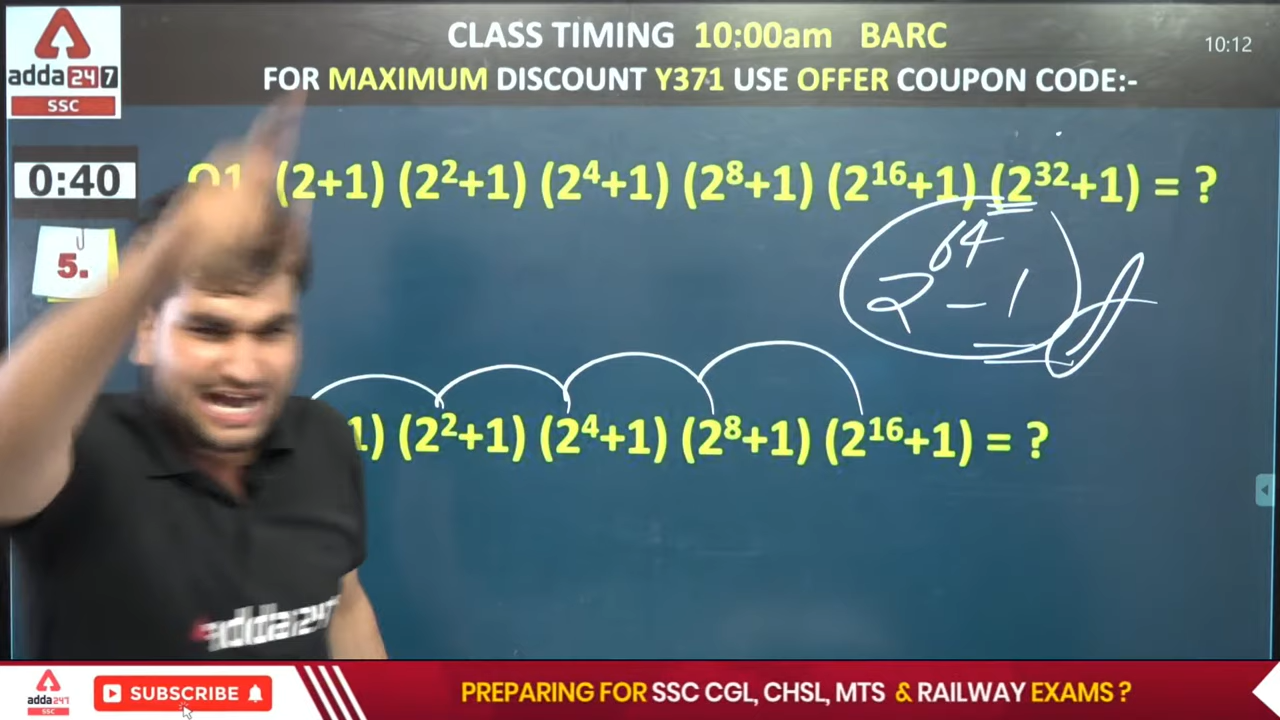 CLASS TIMING 10:00am BARC
10:12
FOR MAXIMUM DISCOUNT Y371 USE OFFER COUPON CODE:-
adda247
SSC
0:40
Q1 (2+1) (2²+1) (2⁴+1) (2⁸+1) (2¹⁶+1) (2³²+1) = ?
5.
2⁶⁴ - 1
1) (2²+1) (2⁴+1) (2⁸+1) (2¹⁶+1) = ?
adda247
adda247
SSC
SUBSCRIBE
PREPARING FOR SSC CGL, CHSL, MTS & RAILWAY EXAMS ?